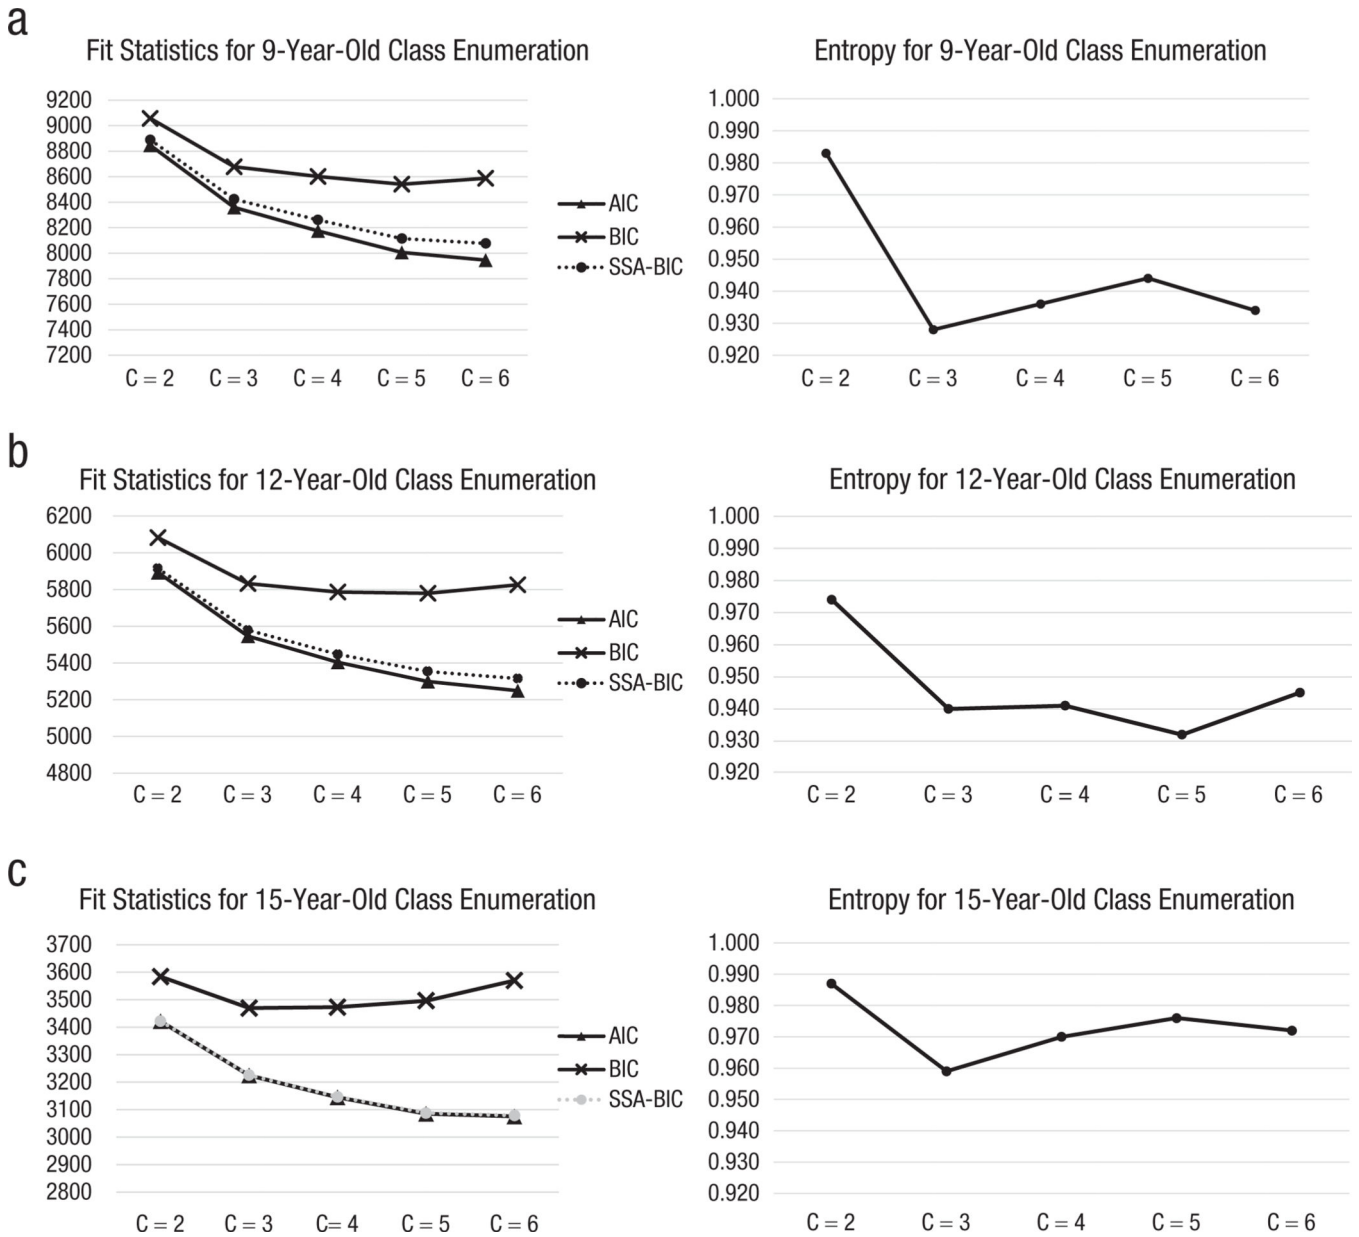 a
Fit Statistics for 9-Year-Old Class Enumeration
9200
9000
8800
8600
8400
8200
8000
7800
7600
7400
7200
C = 2 C = 3 C = 4 C = 5 C = 6
AIC
BIC
SSA-BIC
Entropy for 9-Year-Old Class Enumeration
1.000
0.990
0.980
0.970
0.960
0.950
0.940
0.930
0.920
C = 2 C = 3 C = 4 C = 5 C = 6
b
Fit Statistics for 12-Year-Old Class Enumeration
6200
6000
5800
5600
5400
5200
5000
4800
C = 2 C = 3 C = 4 C = 5 C = 6
AIC
BIC
SSA-BIC
Entropy for 12-Year-Old Class Enumeration
1.000
0.990
0.980
0.970
0.960
0.950
0.940
0.930
0.920
C = 2 C = 3 C = 4 C = 5 C = 6
c
Fit Statistics for 15-Year-Old Class Enumeration
3700
3600
3500
3400
3300
3200
3100
3000
2900
2800
C = 2 C = 3 C= 4 C = 5 C = 6
AIC
BIC
SSA-BIC
Entropy for 15-Year-Old Class Enumeration
1.000
0.990
0.980
0.970
0.960
0.950
0.940
0.930
0.920
C = 2 C = 3 C = 4 C = 5 C = 6